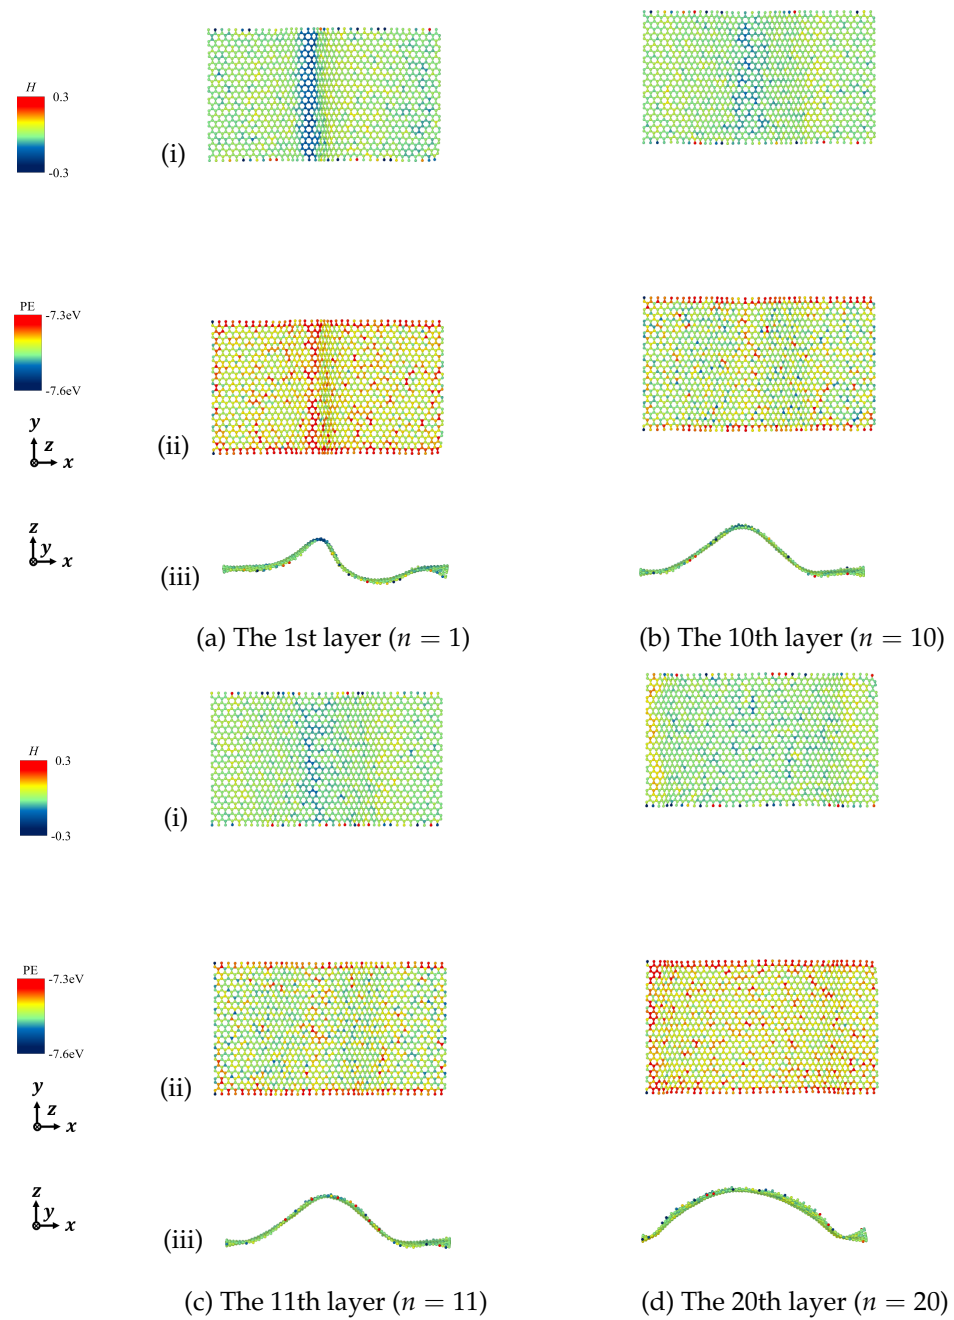 H
0.3
-0.3
(i)
PE
-7.3eV
-7.6eV
y
z
x
(ii)
z
y
x
(iii)
(a) The 1st layer (n = 1)
(b) The 10th layer (n = 10)
H
0.3
-0.3
(i)
PE
-7.3eV
-7.6eV
y
z
x
(ii)
z
y
x
(iii)
(c) The 11th layer (n = 11)
(d) The 20th layer (n = 20)